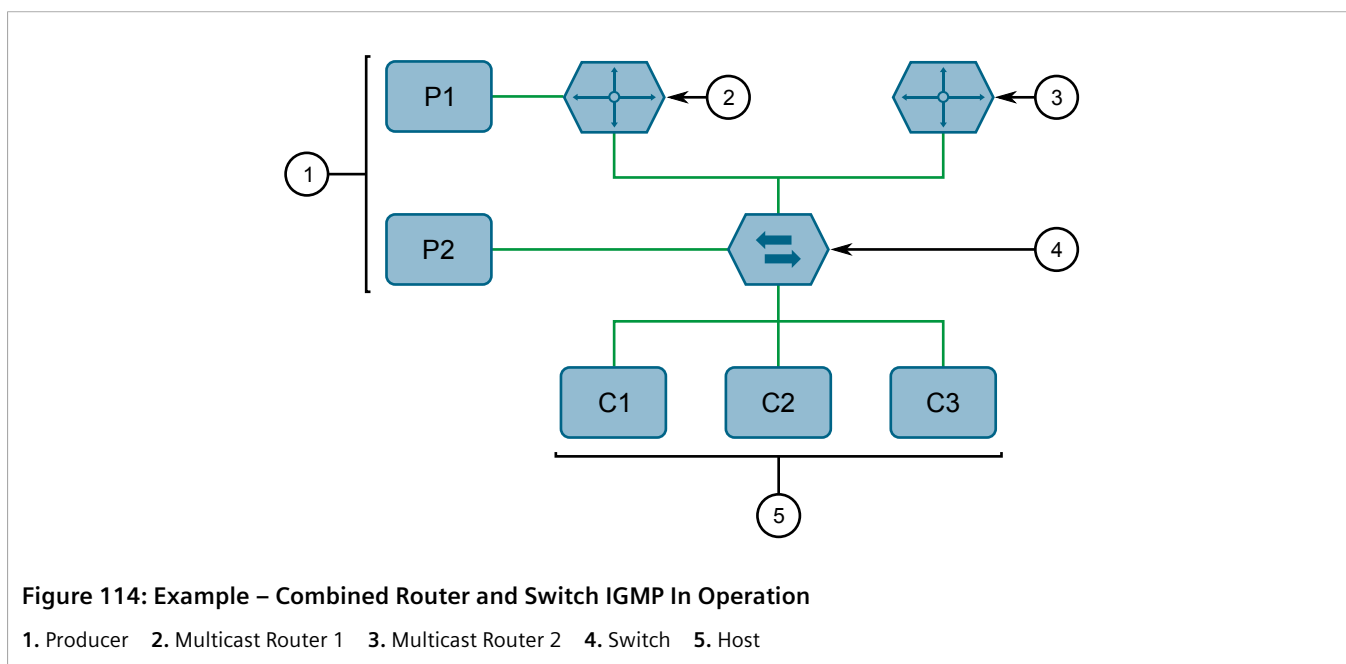 P1
2
3
1
P2
4
C1
C2
C3
5
Figure 114: Example – Combined Router and Switch IGMP In Operation
1. Producer 2. Multicast Router 1 3. Multicast Router 2 4. Switch 5. Host